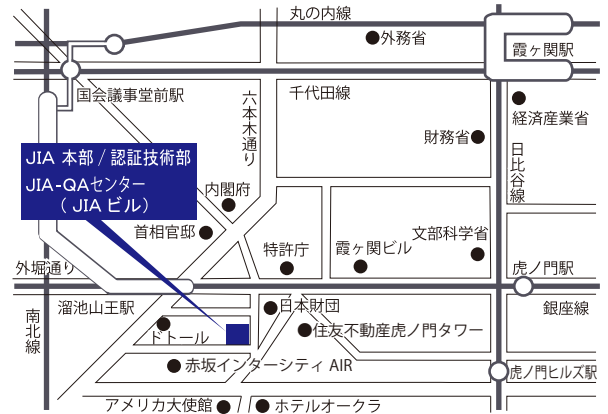 丸の内線
外務省
霞ヶ関駅
国会議事堂前駅
六本木通り
千代田線
経済産業省
財務省
日比谷線
JIA 本部 / 認証技術部
JIA-QAセンター
( JIA ビル)
内閣府
首相官邸
特許庁
霞ヶ関ビル
文部科学省
外堀通り
虎ノ門駅
溜池山王駅
銀座線
南北線
日本財団
ドトール
住友不動産虎ノ門タワー
赤坂インターシティ AIR
虎ノ門ヒルズ駅
アメリカ大使館
ホテルオークラ